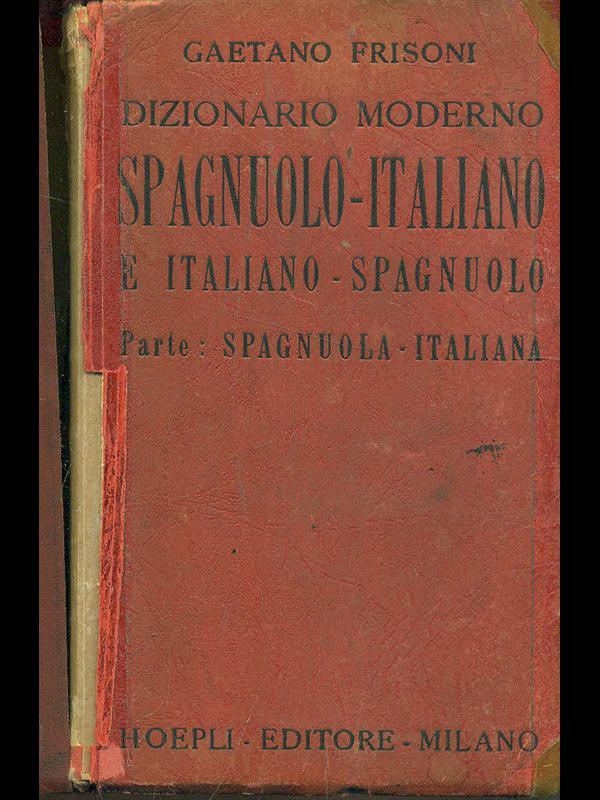 GAETANO FRISONI
DIZIONARIO MODERNO
SPAGNUOLO-ITALIANO
E ITALIANO - SPAGNUOLO
Parte: SPAGNUOLA - ITALIANA
HOEPLI - EDITORE - MILANO